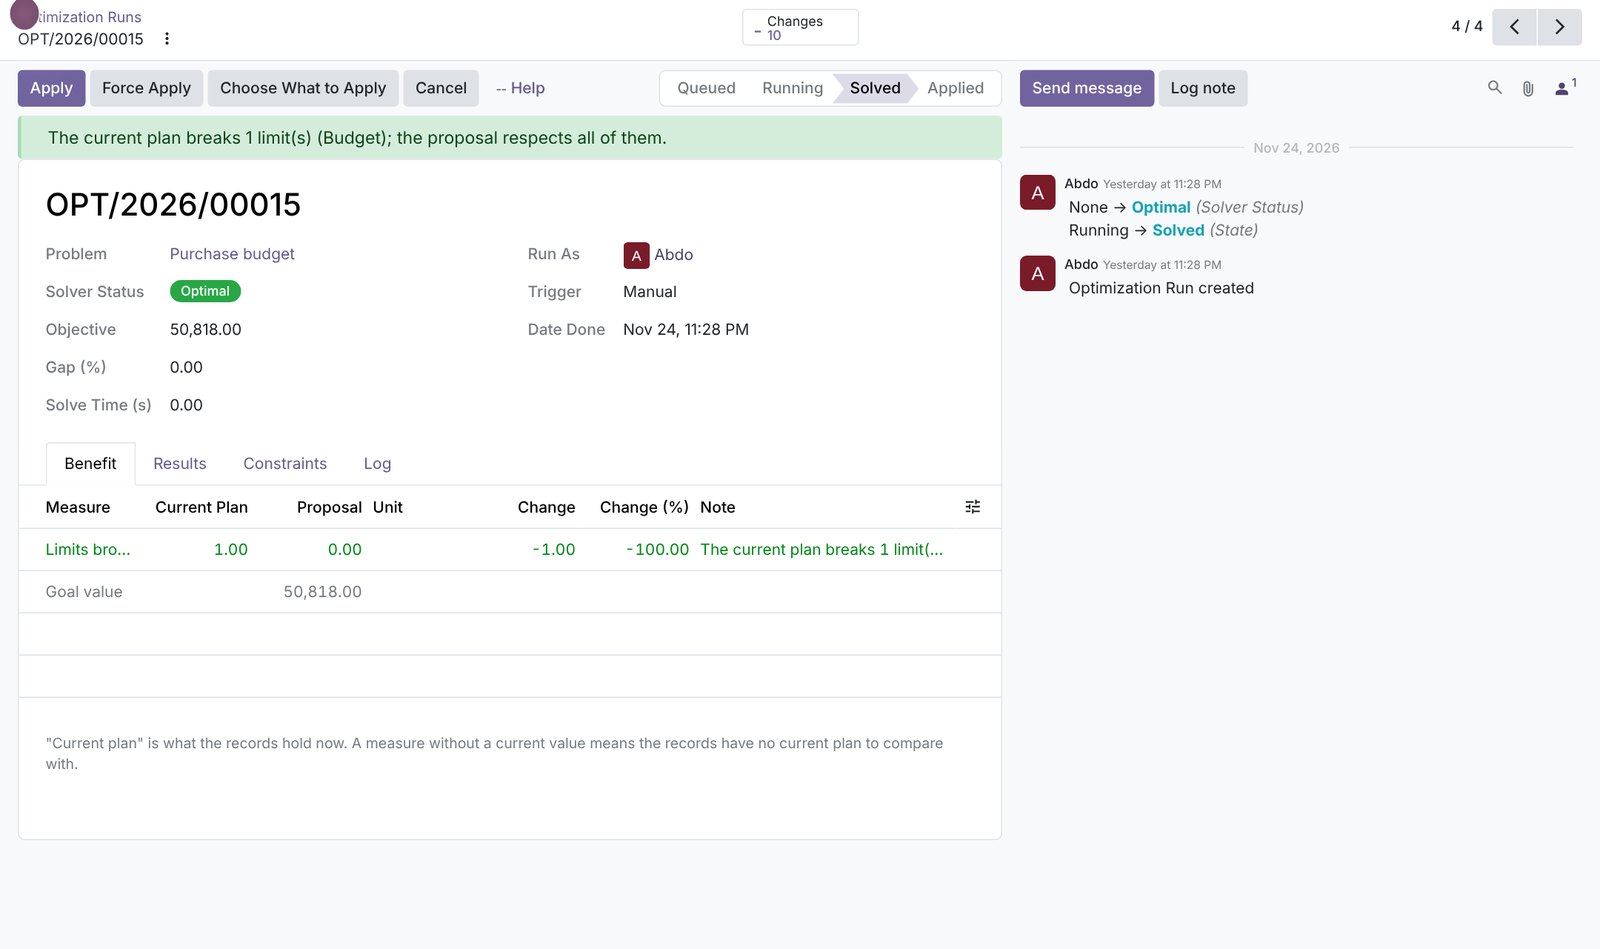 timization Runs
OPT/2026/00015
Changes
- 10
4 / 4
Apply
Force Apply
Choose What to Apply
Cancel
-- Help
Queued
Running
Solved
Applied
Send message
Log note
1
The current plan breaks 1 limit(s) (Budget); the proposal respects all of them.
Nov 24, 2026
OPT/2026/00015
Problem Purchase budget
Solver Status Optimal
Objective 50,818.00
Gap (%) 0.00
Solve Time (s) 0.00
Run As A Abdo
Trigger Manual
Date Done Nov 24, 11:28 PM
A
Abdo Yesterday at 11:28 PM
None → Optimal (Solver Status)
Running → Solved (State)
A
Abdo Yesterday at 11:28 PM
Optimization Run created
Benefit Results Constraints Log
Measure Current Plan Proposal Unit Change Change (%) Note
Limits bro... 1.00 0.00 -1.00 -100.00 The current plan breaks 1 limit(...
Goal value 50,818.00
"Current plan" is what the records hold now. A measure without a current value means the records have no current plan to compare
with.